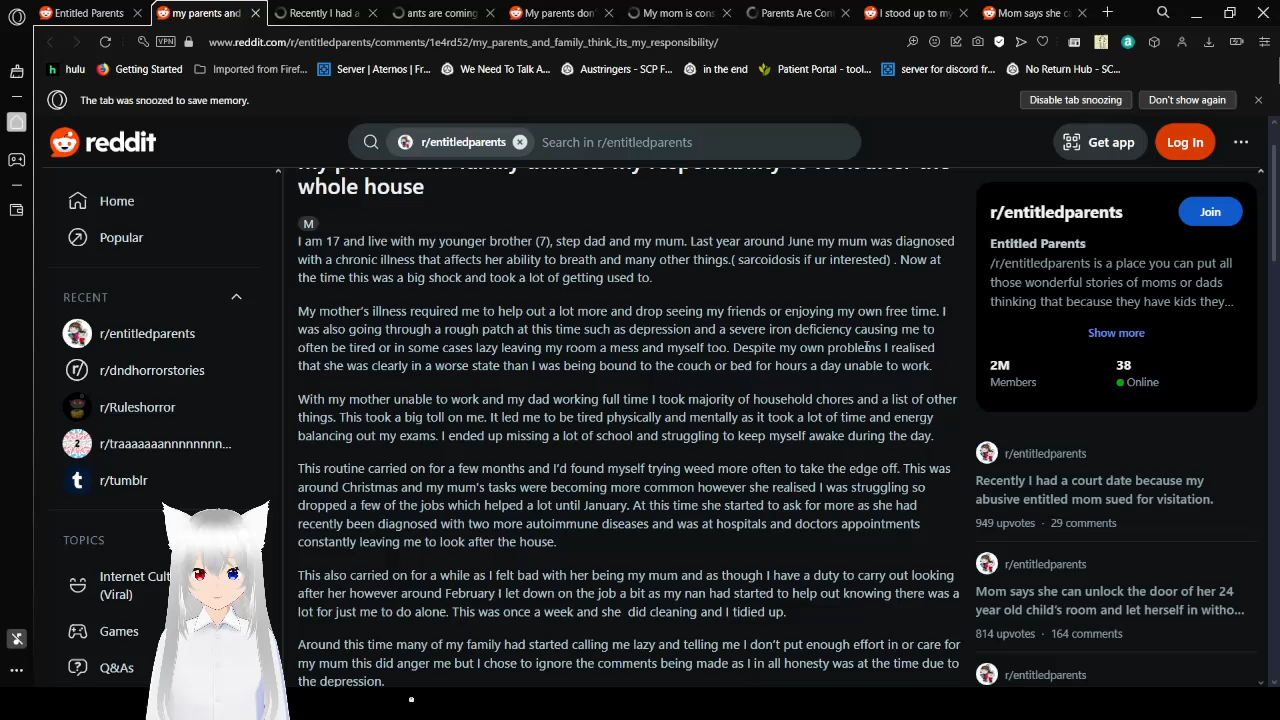 Entitled Parents
my parents and
Recently I had a
ants are coming
My parents don'
My mom is cons
Parents Are Con
I stood up to my
Mom says she ca
VPN
www.reddit.com/r/entitledparents/comments/1e4rd52/my_parents_and_family_think_its_my_responsibility/
hulu
Getting Started
Imported from Firef...
Server | Aternos | Fr...
We Need To Talk A...
Austringers - SCP F...
in the end
Patient Portal - tool...
server for discord fr...
No Return Hub - SC...
The tab was snoozed to save memory.
Disable tab snoozing
Don't show again
reddit
r/entitledparents
Search in r/entitledparents
Get app
Log In
Home
Popular
RECENT
r/entitledparents
r/dndhorrorstories
r/Ruleshorror
r/traaaaaaannnnnnnn...
r/tumblr
TOPICS
Internet Cult
(Viral)
Games
Q&As
my parents and family think its my responsibility to look after the
whole house
M
I am 17 and live with my younger brother (7), step dad and my mum. Last year around June my mum was diagnosed
with a chronic illness that affects her ability to breath and many other things.( sarcoidosis if ur interested) . Now at
the time this was a big shock and took a lot of getting used to.
My mother's illness required me to help out a lot more and drop seeing my friends or enjoying my own free time. I
was also going through a rough patch at this time such as depression and a severe iron deficiency causing me to
often be tired or in some cases lazy leaving my room a mess and myself too. Despite my own problems I realised
that she was clearly in a worse state than I was being bound to the couch or bed for hours a day unable to work.
With my mother unable to work and my dad working full time I took majority of household chores and a list of other
things. This took a big toll on me. It led me to be tired physically and mentally as it took a lot of time and energy
balancing out my exams. I ended up missing a lot of school and struggling to keep myself awake during the day.
This routine carried on for a few months and I'd found myself trying weed more often to take the edge off. This was
around Christmas and my mum's tasks were becoming more common however she realised I was struggling so
dropped a few of the jobs which helped a lot until January. At this time she started to ask for more as she had
recently been diagnosed with two more autoimmune diseases and was at hospitals and doctors appointments
constantly leaving me to look after the house.
This also carried on for a while as I felt bad with her being my mum and as though I have a duty to carry out looking
after her however around February I let down on the job a bit as my nan had started to help out knowing there was a
lot for just me to do alone. This was once a week and she did cleaning and I tidied up.
Around this time many of my family had started calling me lazy and telling me I don't put enough effort in or care for
my mum this did anger me but I chose to ignore the comments being made as I in all honesty was at the time due to
the depression.
r/entitledparents
Join
Entitled Parents
/r/entitledparents is a place you can put all
those wonderful stories of moms or dads
thinking that because they have kids they...
Show more
2M
Members
38
Online
r/entitledparents
Recently I had a court date because my
abusive entitled mom sued for visitation.
949 upvotes · 29 comments
r/entitledparents
Mom says she can unlock the door of her 24
year old child's room and let herself in witho...
814 upvotes · 164 comments
r/entitledparents